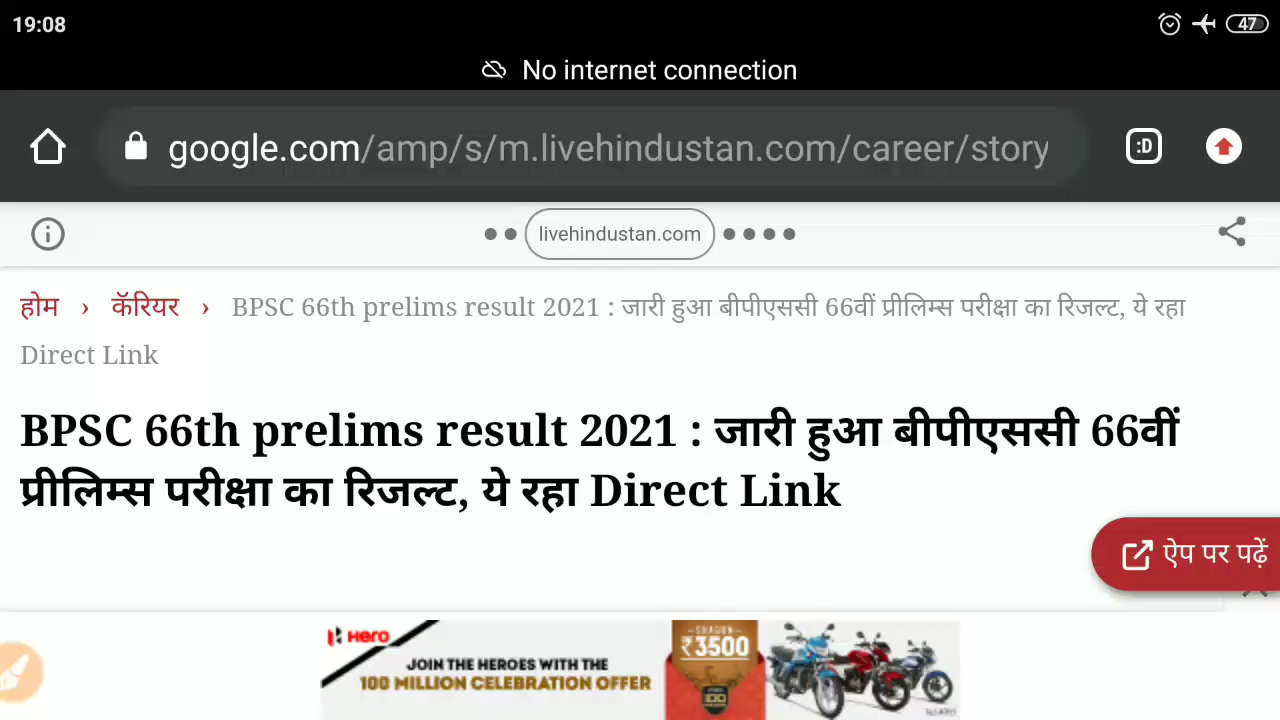 19:08
47
No internet connection
google.com/amp/s/m.livehindustan.com/career/story
:D
livehindustan.com
होम › कॅरियर › BPSC 66th prelims result 2021 : जारी हुआ बीपीएससी 66वीं प्रीलिम्स परीक्षा का रिजल्ट, ये रहा
Direct Link
BPSC 66th prelims result 2021 : जारी हुआ बीपीएससी 66वीं
प्रीलिम्स परीक्षा का रिजल्ट, ये रहा Direct Link
ऐप पर पढ़ें
Hero
JOIN THE HEROES WITH THE
100 MILLION CELEBRATION OFFER
SHAGUN
₹3500
100